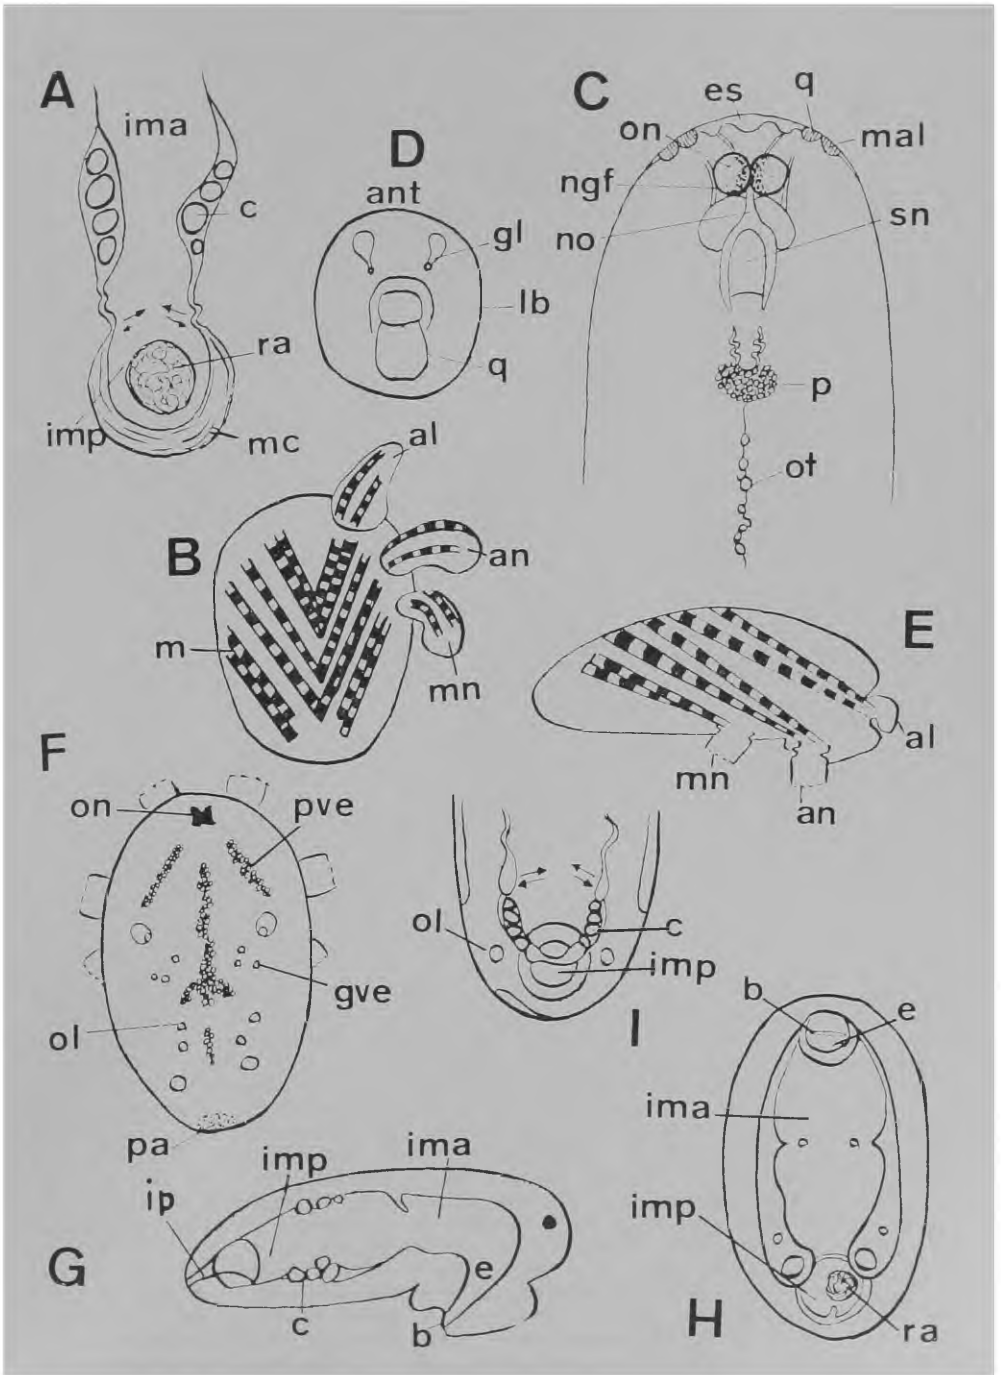 A
ima
c
ra
imp
mc
D
ant
gl
lb
q
C
es
q
on
mal
ngf
no
sn
p
ot
B
al
an
m
mn
E
al
mn
an
F
on
pve
gve
ol
pa
I
ol
c
imp
G
ip
imp
ima
e
c
b
H
b
e
ima
imp
ra